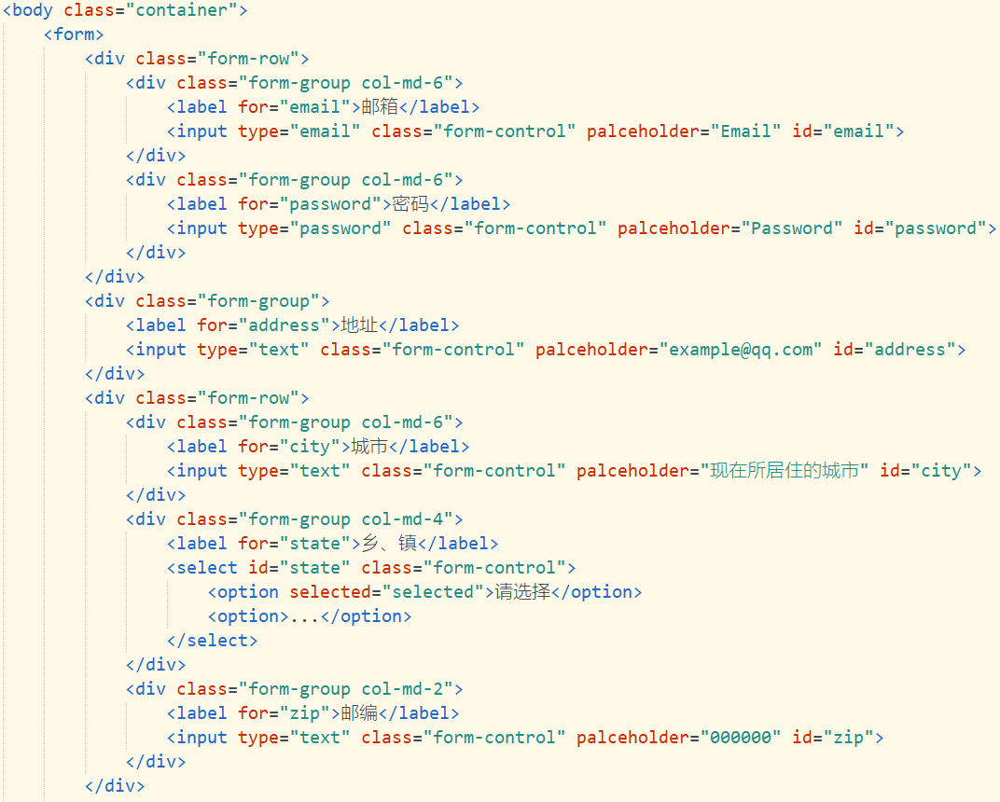 <body class="container">
<form>
<div class="form-row">
<div class="form-group col-md-6">
<label for="email">邮箱</label>
<input type="email" class="form-control" palceholder="Email" id="email">
</div>
<div class="form-group col-md-6">
<label for="password">密码</label>
<input type="password" class="form-control" palceholder="Password" id="password">
</div>
</div>
<div class="form-group">
<label for="address">地址</label>
<input type="text" class="form-control" palceholder="example@qq.com" id="address">
</div>
<div class="form-row">
<div class="form-group col-md-6">
<label for="city">城市</label>
<input type="text" class="form-control" palceholder="现在所居住的城市" id="city">
</div>
<div class="form-group col-md-4">
<label for="state">乡、镇</label>
<select id="state" class="form-control">
<option selected="selected">请选择</option>
<option>...</option>
</select>
</div>
<div class="form-group col-md-2">
<label for="zip">邮编</label>
<input type="text" class="form-control" palceholder="000000" id="zip">
</div>
</div>